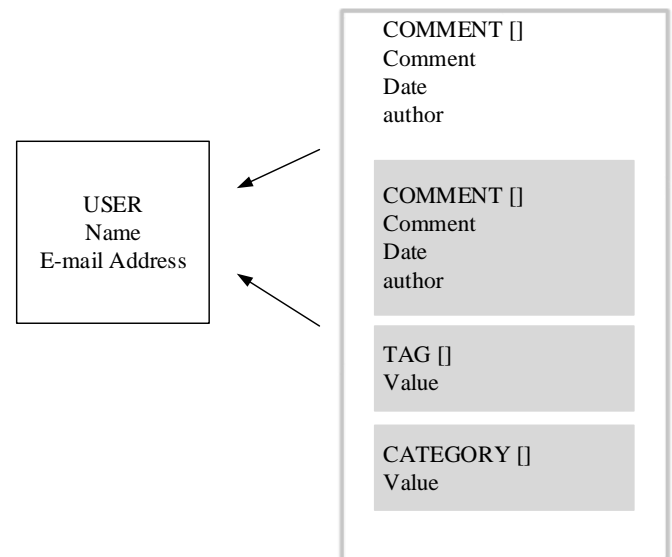 USER
Name
E-mail Address
COMMENT []
Comment
Date
author
COMMENT []
Comment
Date
author
TAG []
Value
CATEGORY []
Value